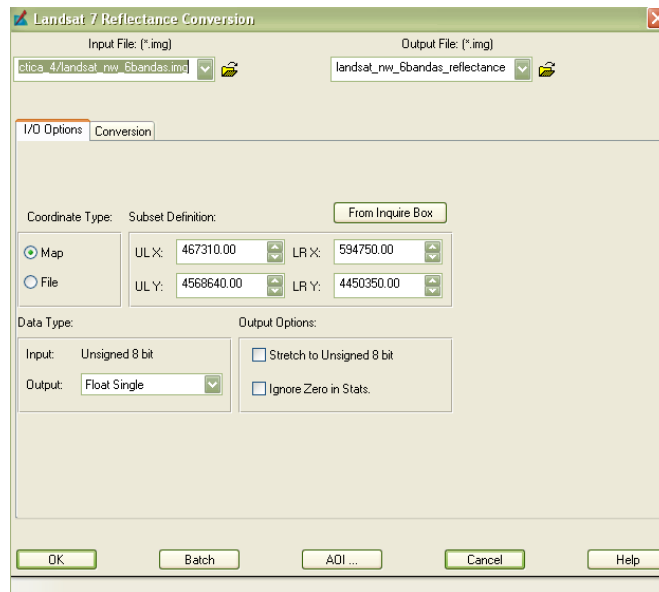 Landsat 7 Reflectance Conversion
Input File: (*.img)
Output File: (*.img)
ctica_4/landsat_nw_6bandas.img
landsat_nw_6bandas_reflectance
I/O Options
Conversion
From Inquire Box
Coordinate Type:
Subset Definition:
Map
File
UL X: 467310.00
LR X: 594750.00
UL Y: 4568640.00
LR Y: 4450350.00
Data Type:
Output Options:
Input: Unsigned 8 bit
Output: Float Single
Stretch to Unsigned 8 bit
Ignore Zero in Stats.
OK
Batch
AOI ...
Cancel
Help